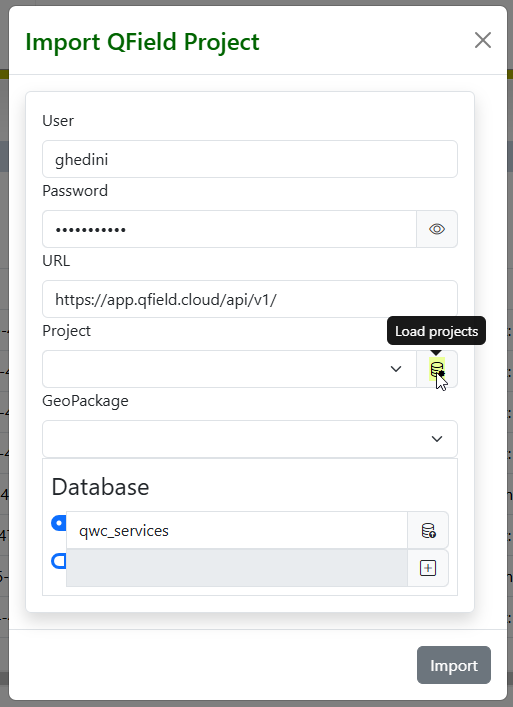 Import QField Project
User
ghedini
Password
•••••••••••
URL
https://app.qfield.cloud/api/v1/
Project
Load projects
GeoPackage
Database
qwc_services
Import